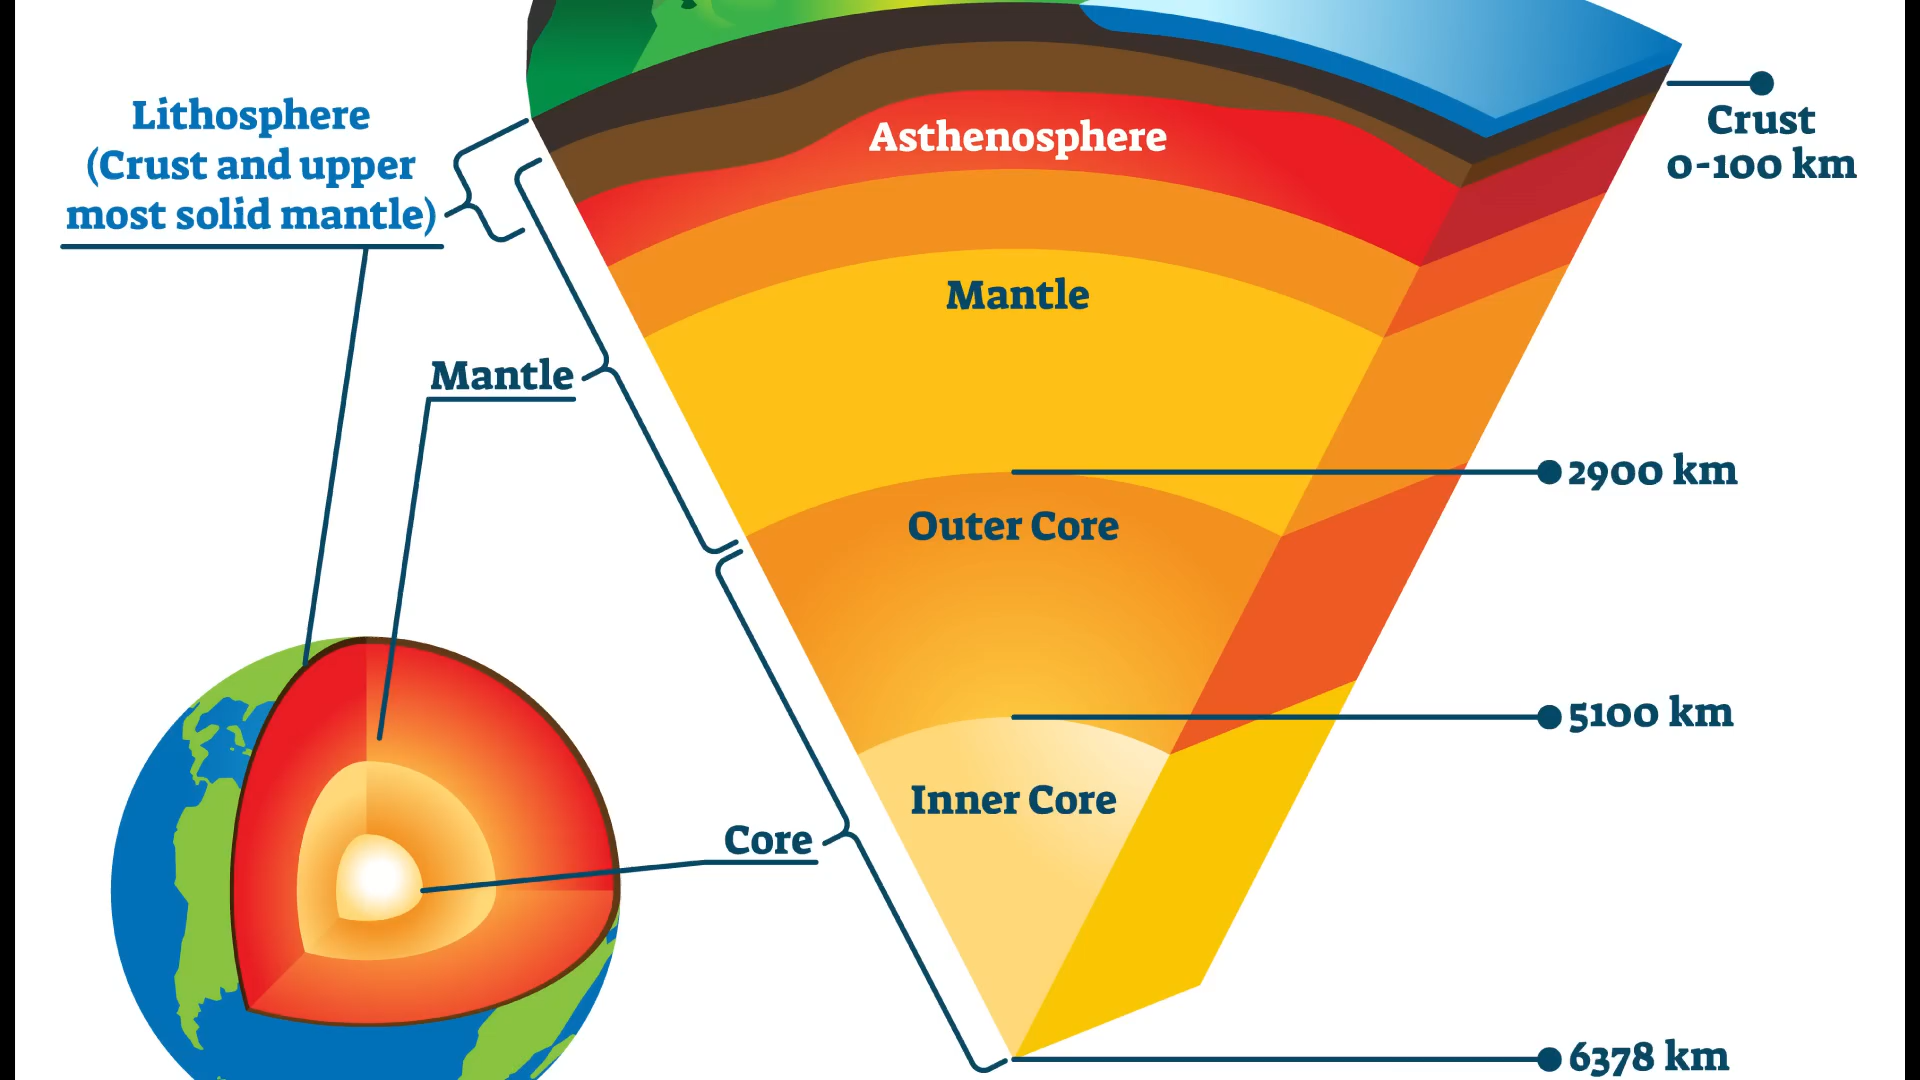 Lithosphere
(Crust and upper
most solid mantle)
Crust
0-100 km
Asthenosphere
Mantle
Mantle
2900 km
Outer Core
5100 km
Inner Core
Core
6378 km